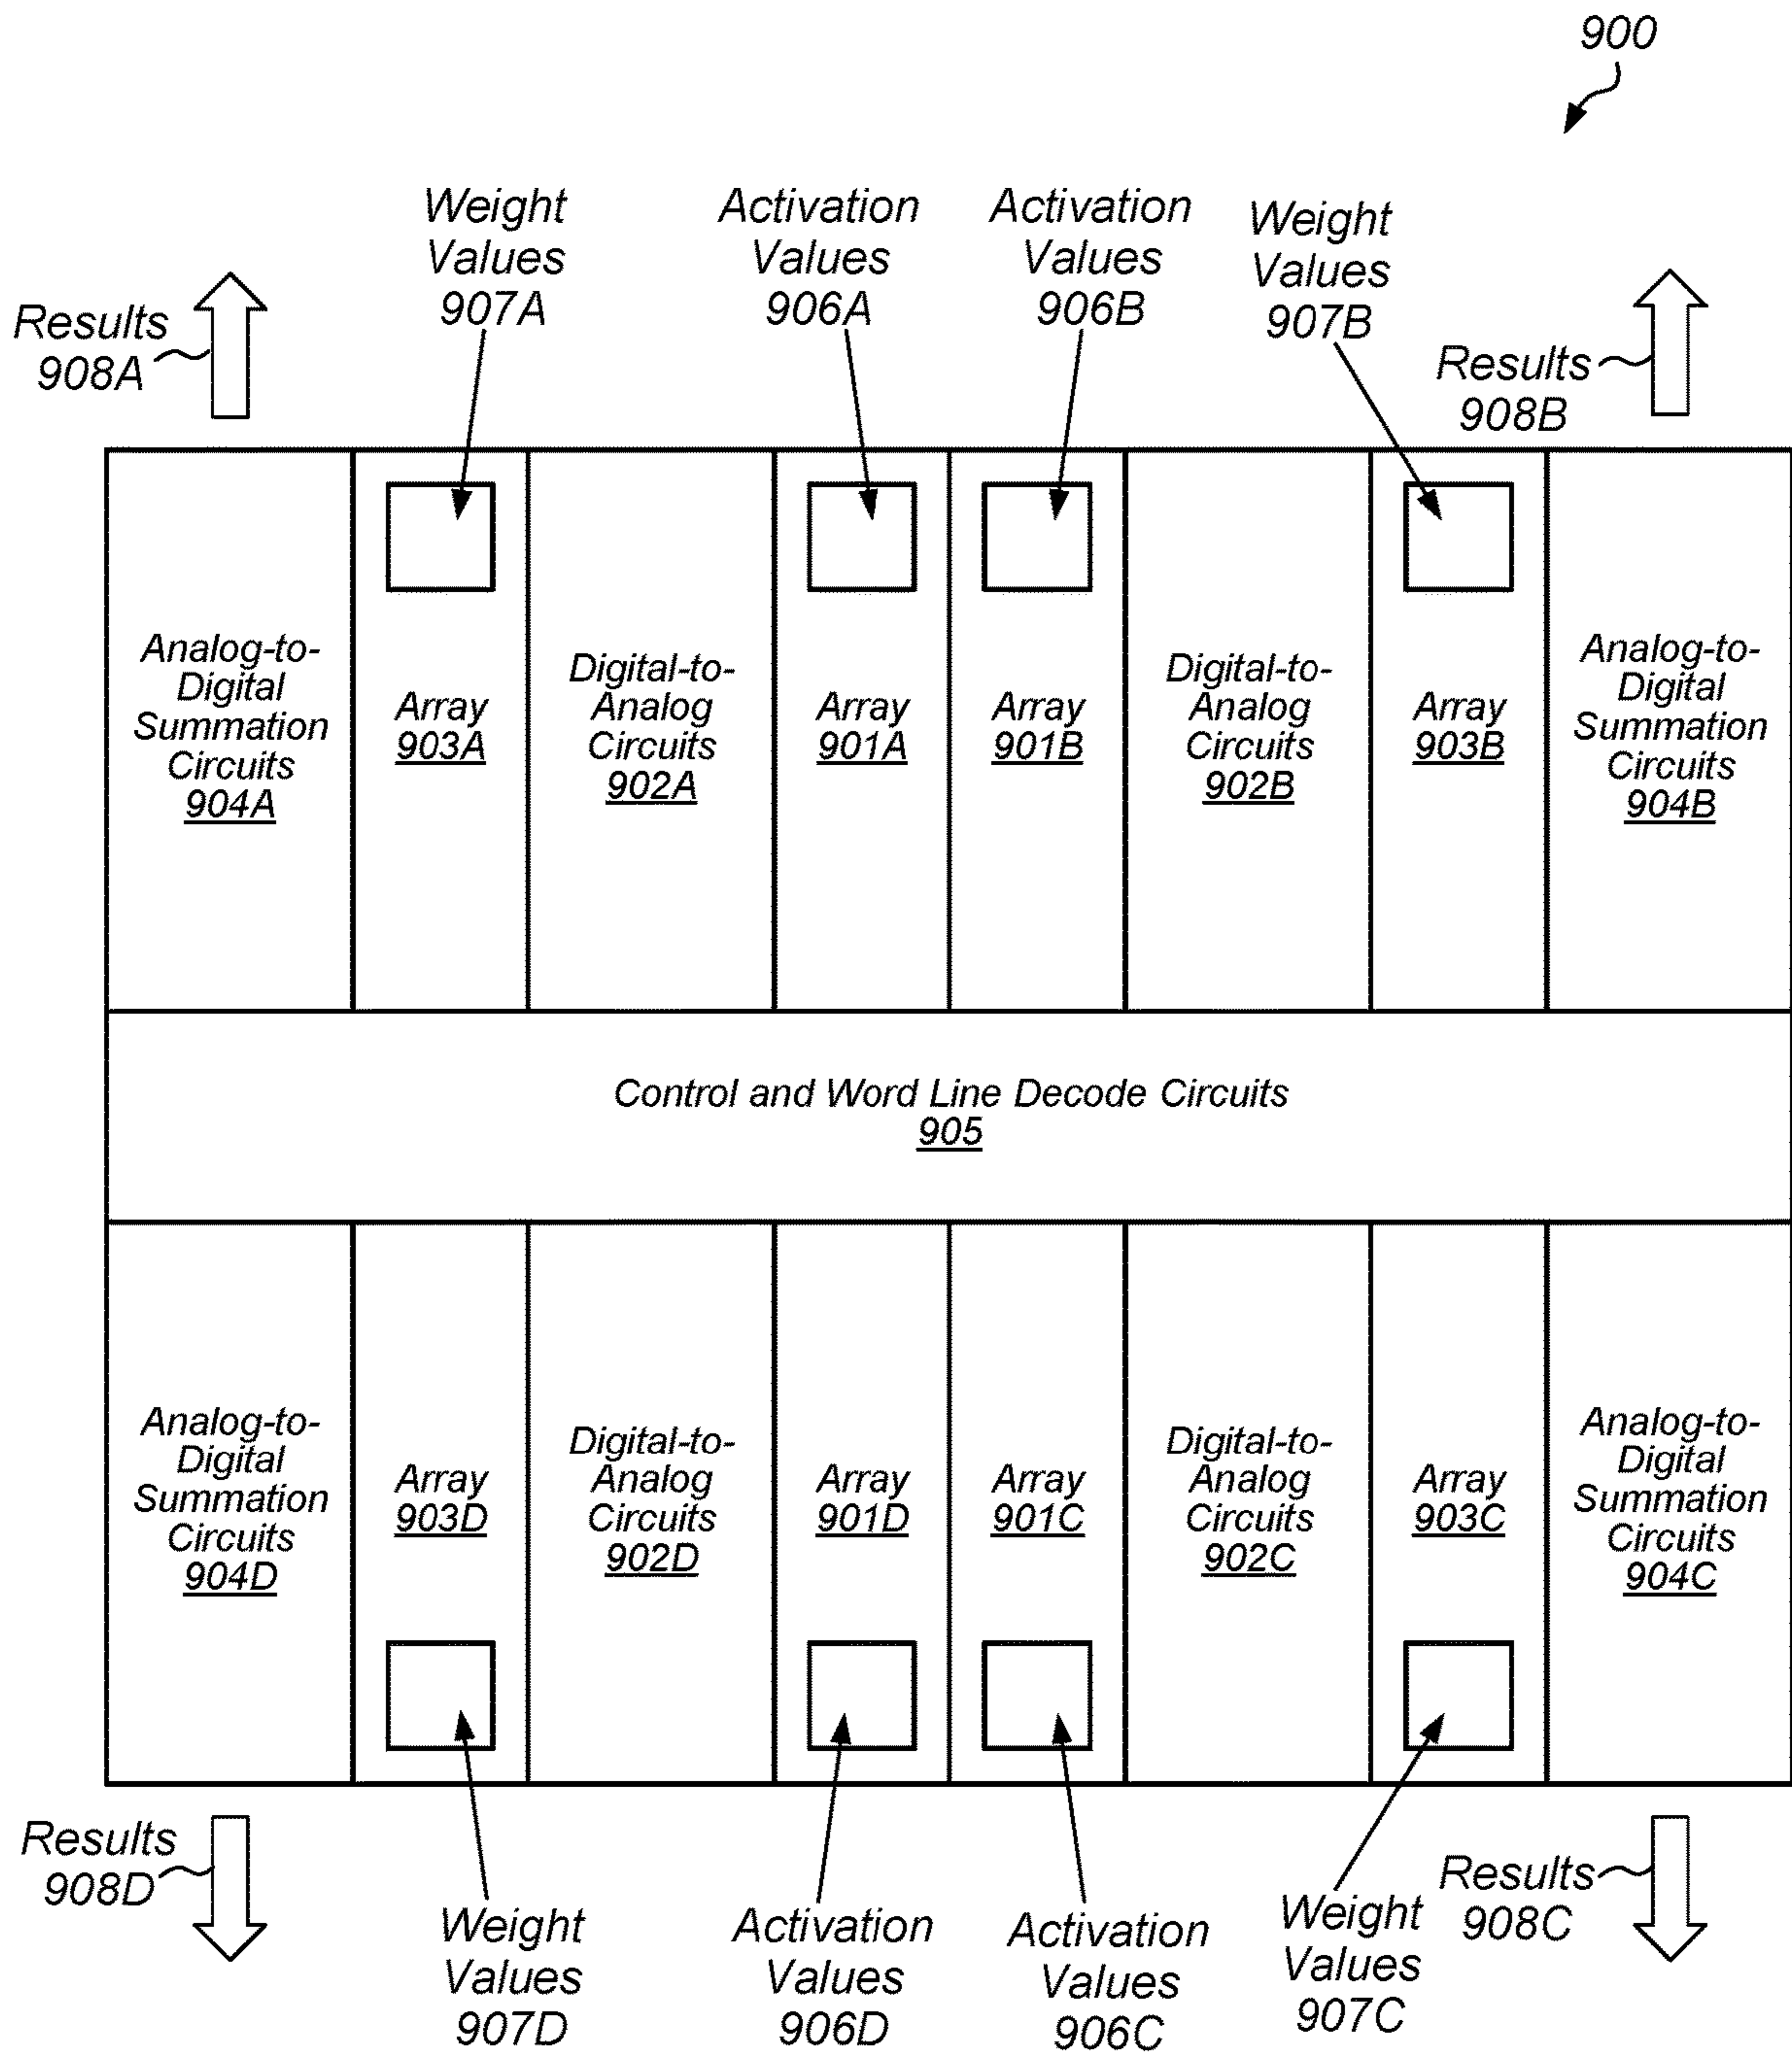 900
Weight
Values
907A
Activation
Values
906A
Activation
Values
906B
Weight
Values
907B
Results
908A
Results
908B
Analog-to-
Digital
Summation
Circuits
904A
Array
903A
Digital-to-
Analog
Circuits
902A
Array
901A
Array
901B
Digital-to-
Analog
Circuits
902B
Array
903B
Analog-to-
Digital
Summation
Circuits
904B
Control and Word Line Decode Circuits
905
Analog-to-
Digital
Summation
Circuits
904D
Array
903D
Digital-to-
Analog
Circuits
902D
Array
901D
Array
901C
Digital-to-
Analog
Circuits
902C
Array
903C
Analog-to-
Digital
Summation
Circuits
904C
Results
908D
Weight
Values
907D
Activation
Values
906D
Activation
Values
906C
Weight
Values
907C
Results
908C